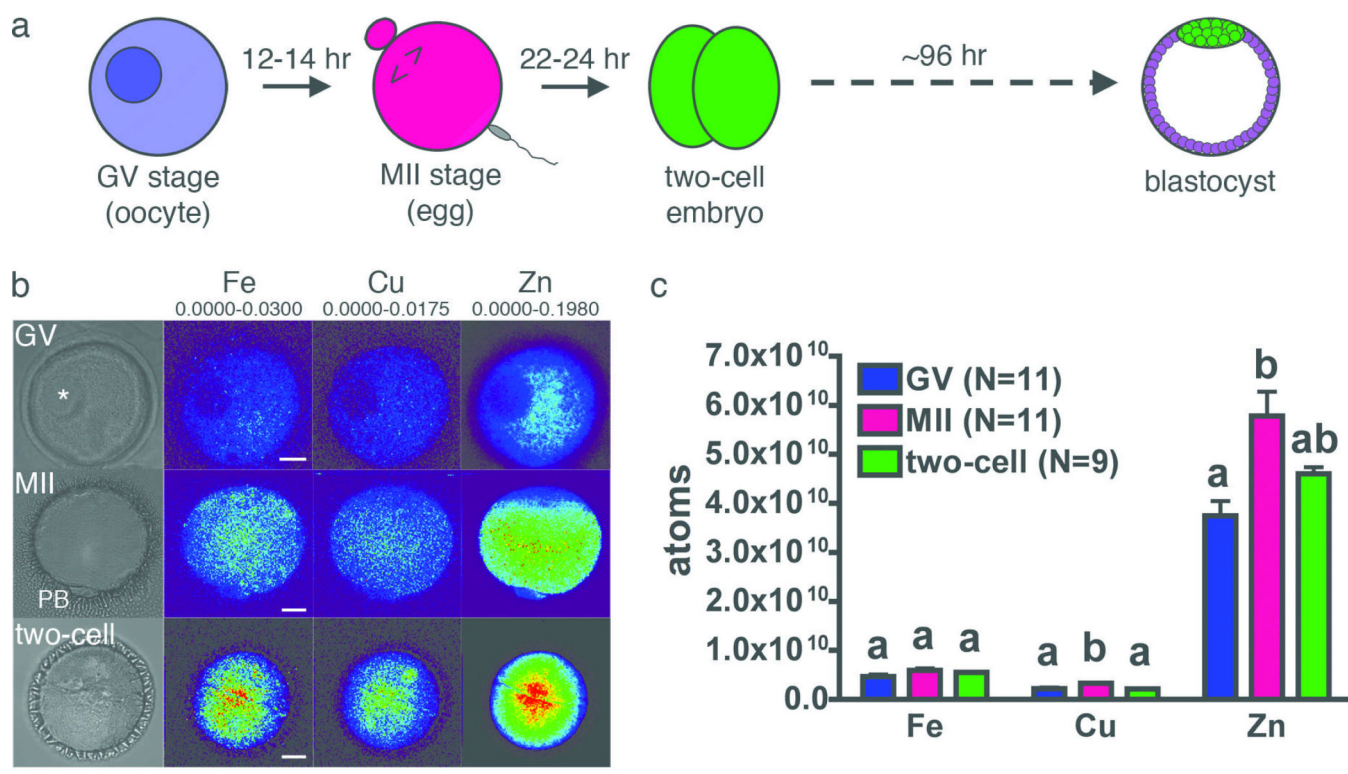 a
12-14 hr
22-24 hr
~96 hr
GV stage
(oocyte)
MII stage
(egg)
two-cell
embryo
blastocyst
b
Fe
Cu
Zn
0.0000-0.0300
0.0000-0.0175
0.0000-0.1980
GV
*
MII
PB
two-cell
c
atoms
7.0x10¹⁰
6.0x10¹⁰
5.0x10¹⁰
4.0x10¹⁰
3.0x10¹⁰
2.0x10¹⁰
1.0x10¹⁰
0.0
GV (N=11)
MII (N=11)
two-cell (N=9)
a a a
a b a
a b ab
Fe
Cu
Zn